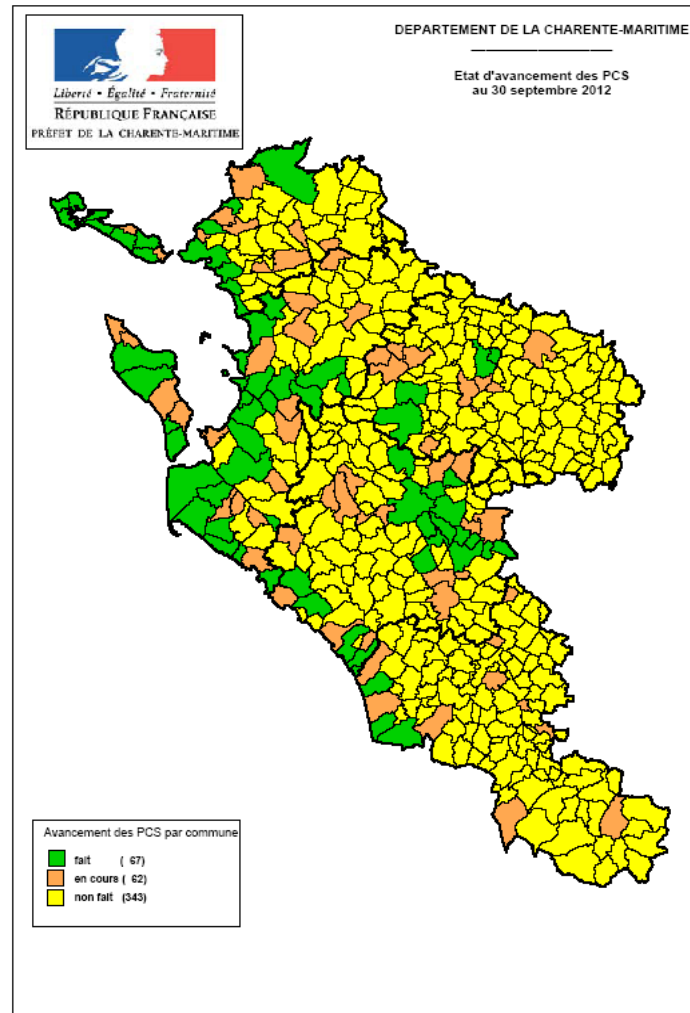 DEPARTEMENT DE LA CHARENTE-MARITIME
Etat d'avancement des PCS
au 30 septembre 2012
Liberté • Égalité • Fraternité
RÉPUBLIQUE FRANÇAISE
PRÉFET DE LA CHARENTE-MARITIME
Avancement des PCS par commune
fait ( 67)
en cours ( 62)
non fait (343)